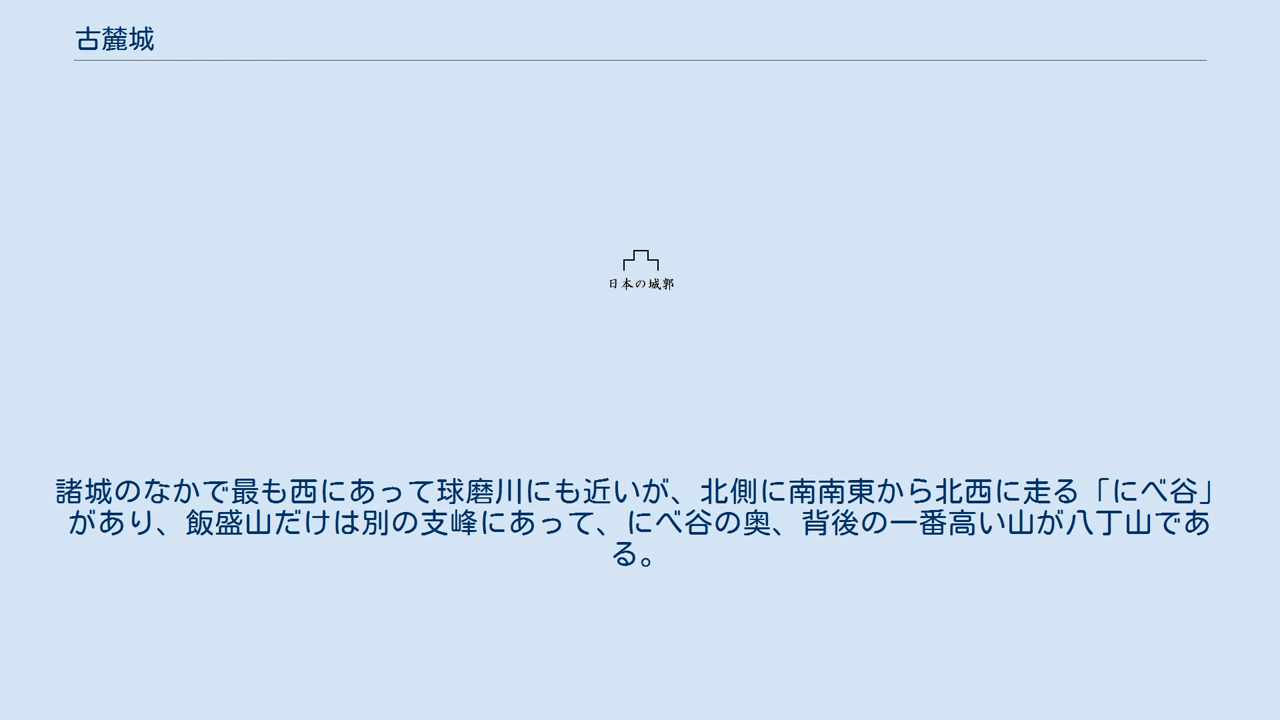 古麓城
日本の城郭
諸城のなかで最も西にあって球磨川にも近いが、北側に南南東から北西に走る「にべ谷」
があり、飯盛山だけは別の支峰にあって、にべ谷の奥、背後の一番高い山が八丁山であ
る。